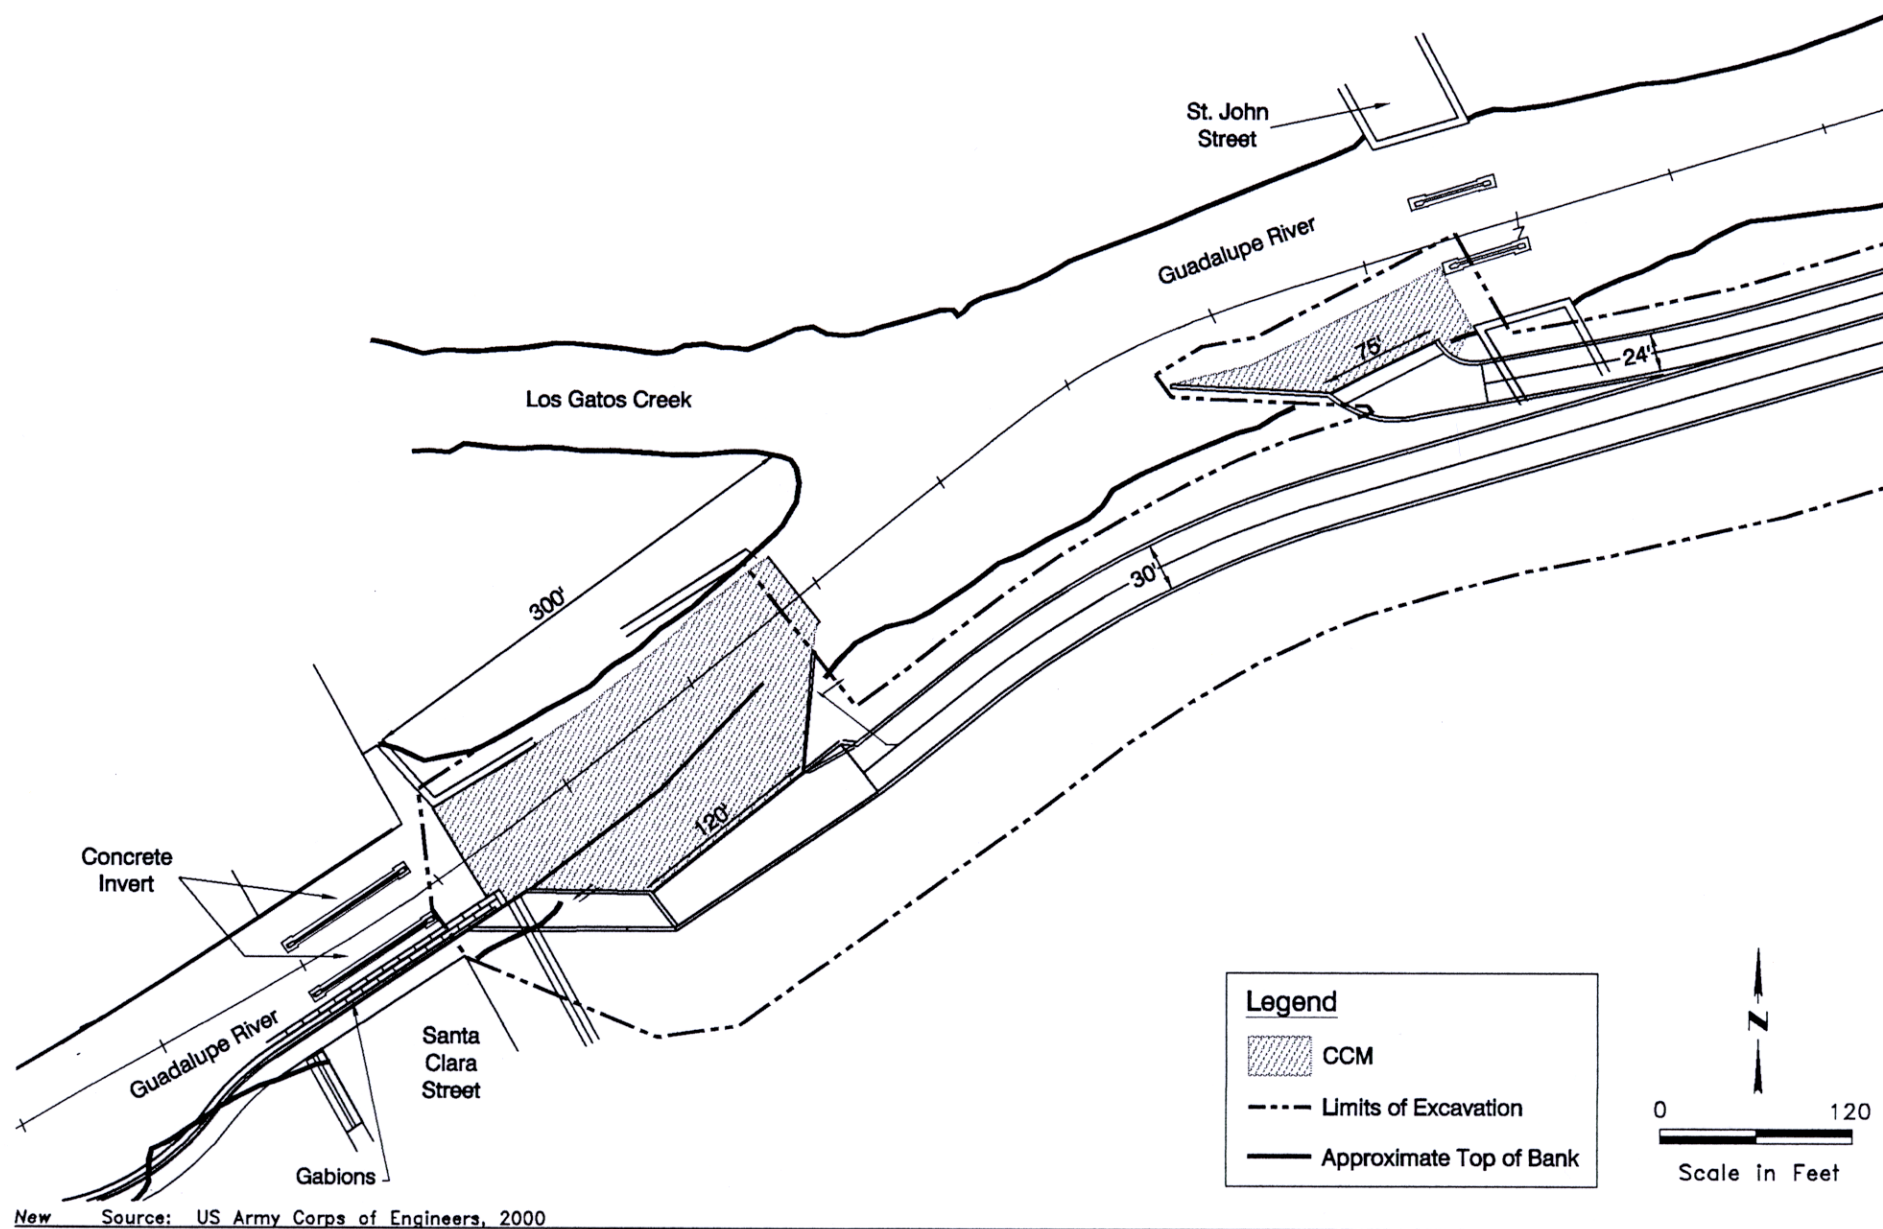 St. John
Street
Guadalupe River
75'
24'
Los Gatos Creek
30'
300'
120'
Concrete
Invert
Guadalupe River
Santa
Clara
Street
Gabions
Legend
CCM
Limits of Excavation
Approximate Top of Bank
N
0 120
Scale in Feet
New Source: US Army Corps of Engineers, 2000